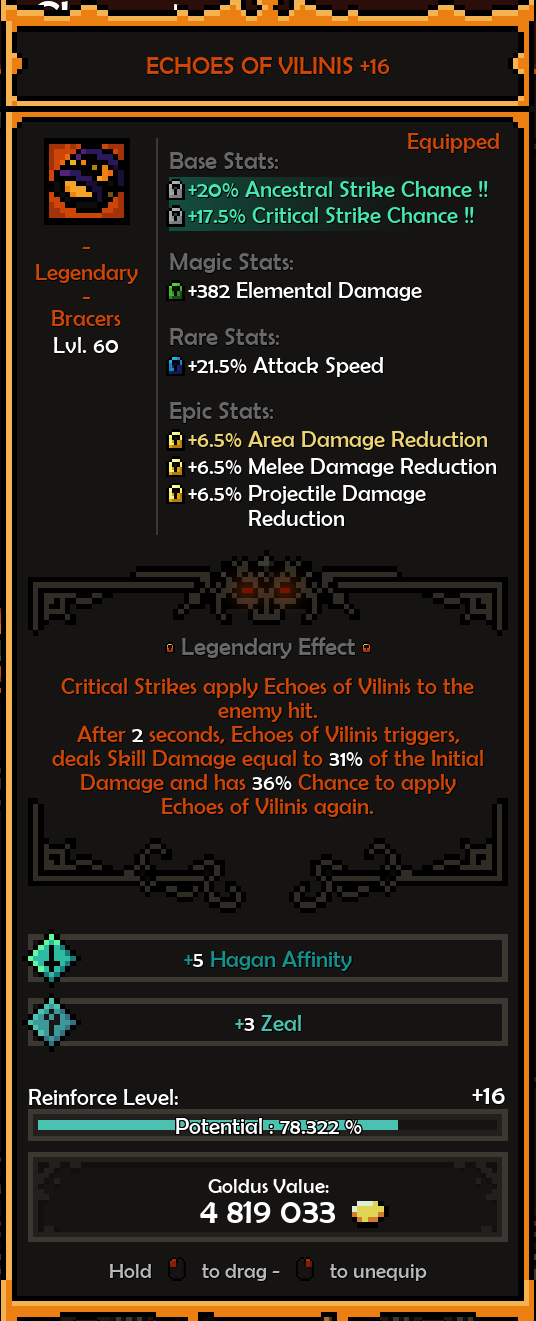 ECHOES OF VILINIS +16
Equipped
-
Legendary
-
Bracers
Lvl. 60
Base Stats:
+20% Ancestral Strike Chance !!
+17.5% Critical Strike Chance !!
Magic Stats:
+382 Elemental Damage
Rare Stats:
+21.5% Attack Speed
Epic Stats:
+6.5% Area Damage Reduction
+6.5% Melee Damage Reduction
+6.5% Projectile Damage
Reduction
Legendary Effect
Critical Strikes apply Echoes of Vilinis to the
enemy hit.
After 2 seconds, Echoes of Vilinis triggers,
deals Skill Damage equal to 31% of the Initial
Damage and has 36% Chance to apply
Echoes of Vilinis again.
+5 Hagan Affinity
+3 Zeal
Reinforce Level: +16
Potential : 78.322 %
Goldus Value:
4 819 033
Hold to drag - to unequip